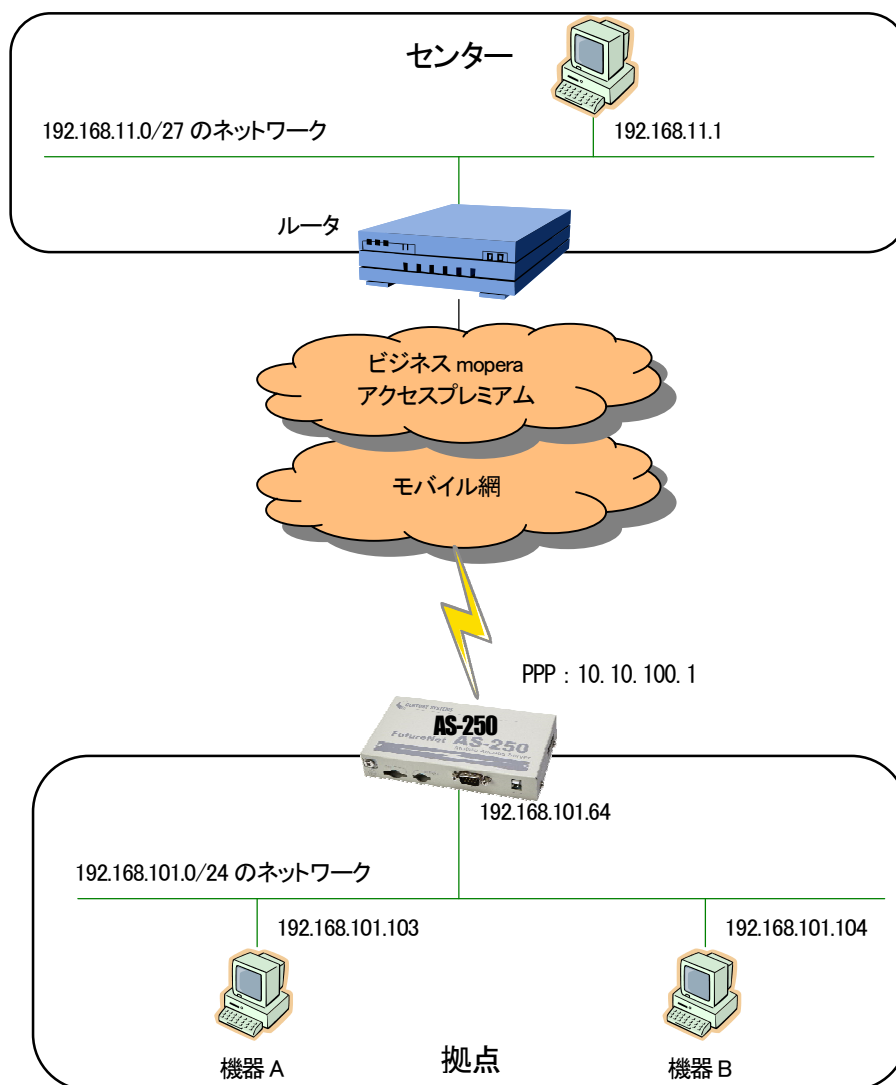 センター
192.168.11.0/27 のネットワーク
192.168.11.1
ルータ
ビジネス mopera
アクセスプレミアム
モバイル網
PPP : 10.10.100.1
AS-250
FutureNet AS-250
192.168.101.64
192.168.101.0/24 のネットワーク
192.168.101.103
192.168.101.104
機器 A
拠点
機器 B